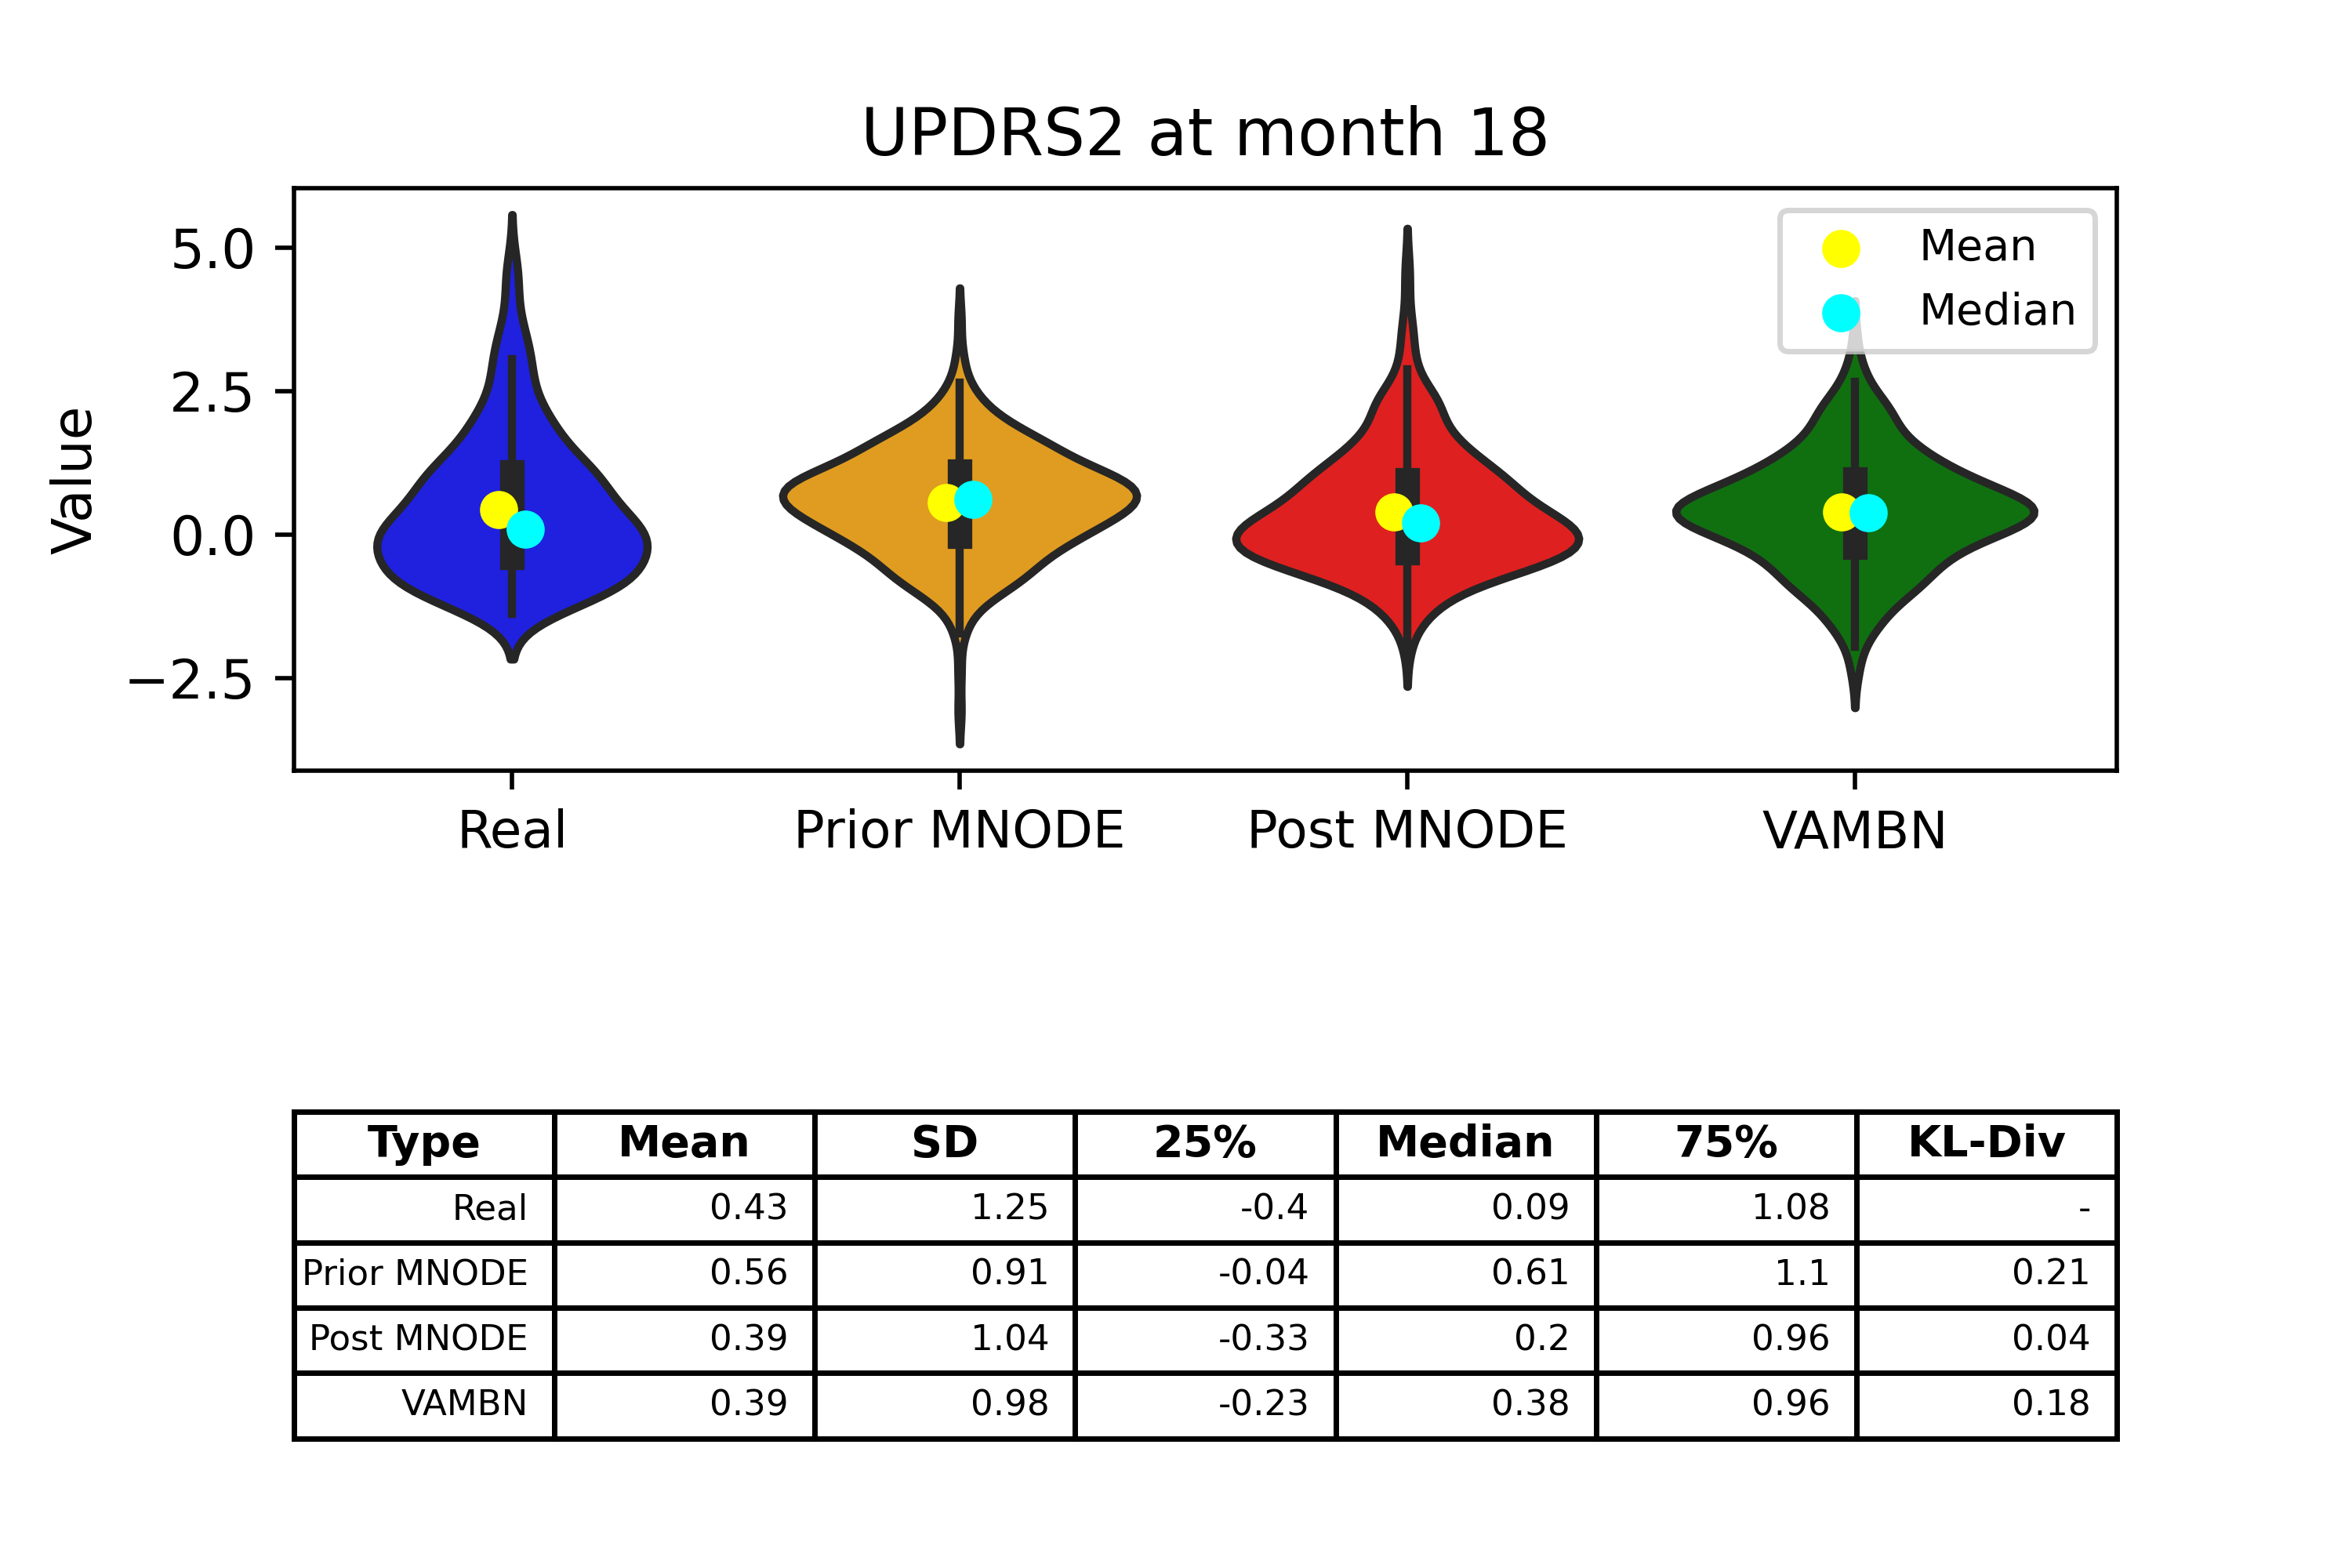 UPDRS2 at month 18
Mean
Median
Value
5.0
2.5
0.0
−2.5
Real Prior MNODE Post MNODE VAMBN
Type Mean SD 25% Median 75% KL-Div
Real 0.43 1.25 -0.4 0.09 1.08 -
Prior MNODE 0.56 0.91 -0.04 0.61 1.1 0.21
Post MNODE 0.39 1.04 -0.33 0.2 0.96 0.04
VAMBN 0.39 0.98 -0.23 0.38 0.96 0.18